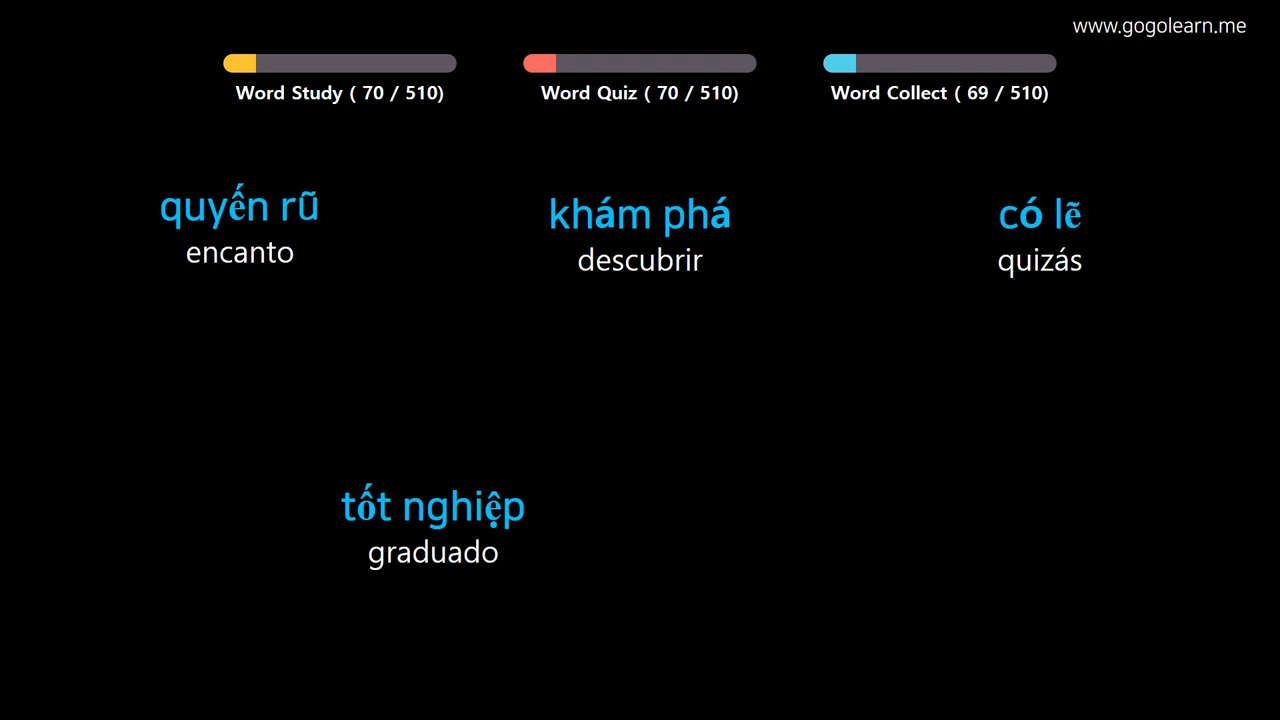 www.gogolearn.me
Word Study ( 70 / 510)
Word Quiz ( 70 / 510)
Word Collect ( 69 / 510)
quyến rũ
encanto
khám phá
descubrir
có lẽ
quizás
tốt nghiệp
graduado